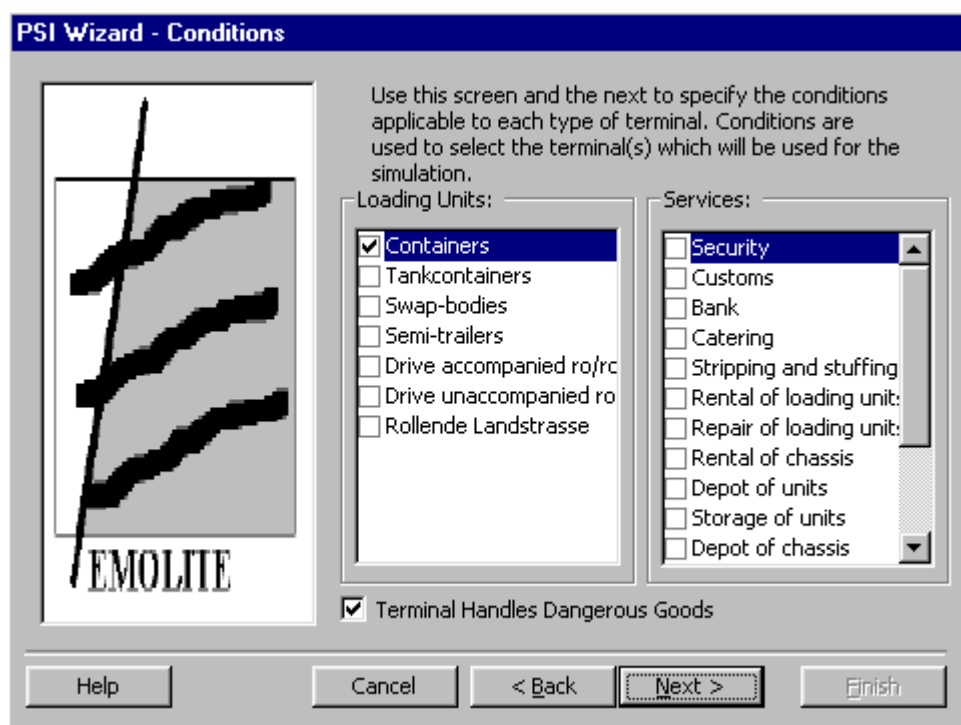 PSI Wizard - Conditions
Use this screen and the next to specify the conditions
applicable to each type of terminal. Conditions are
used to select the terminal(s) which will be used for the
simulation.
Loading Units:
Containers
Tankcontainers
Swap-bodies
Semi-trailers
Drive accompanied ro/rc
Drive unaccompanied ro
Rollende Landstrasse
Services:
Security
Customs
Bank
Catering
Stripping and stuffing
Rental of loading unit:
Repair of loading unit:
Rental of chassis
Depot of units
Storage of units
Depot of chassis
EMOLITE
Terminal Handles Dangerous Goods
Help
Cancel
< Back
Next >
Finish